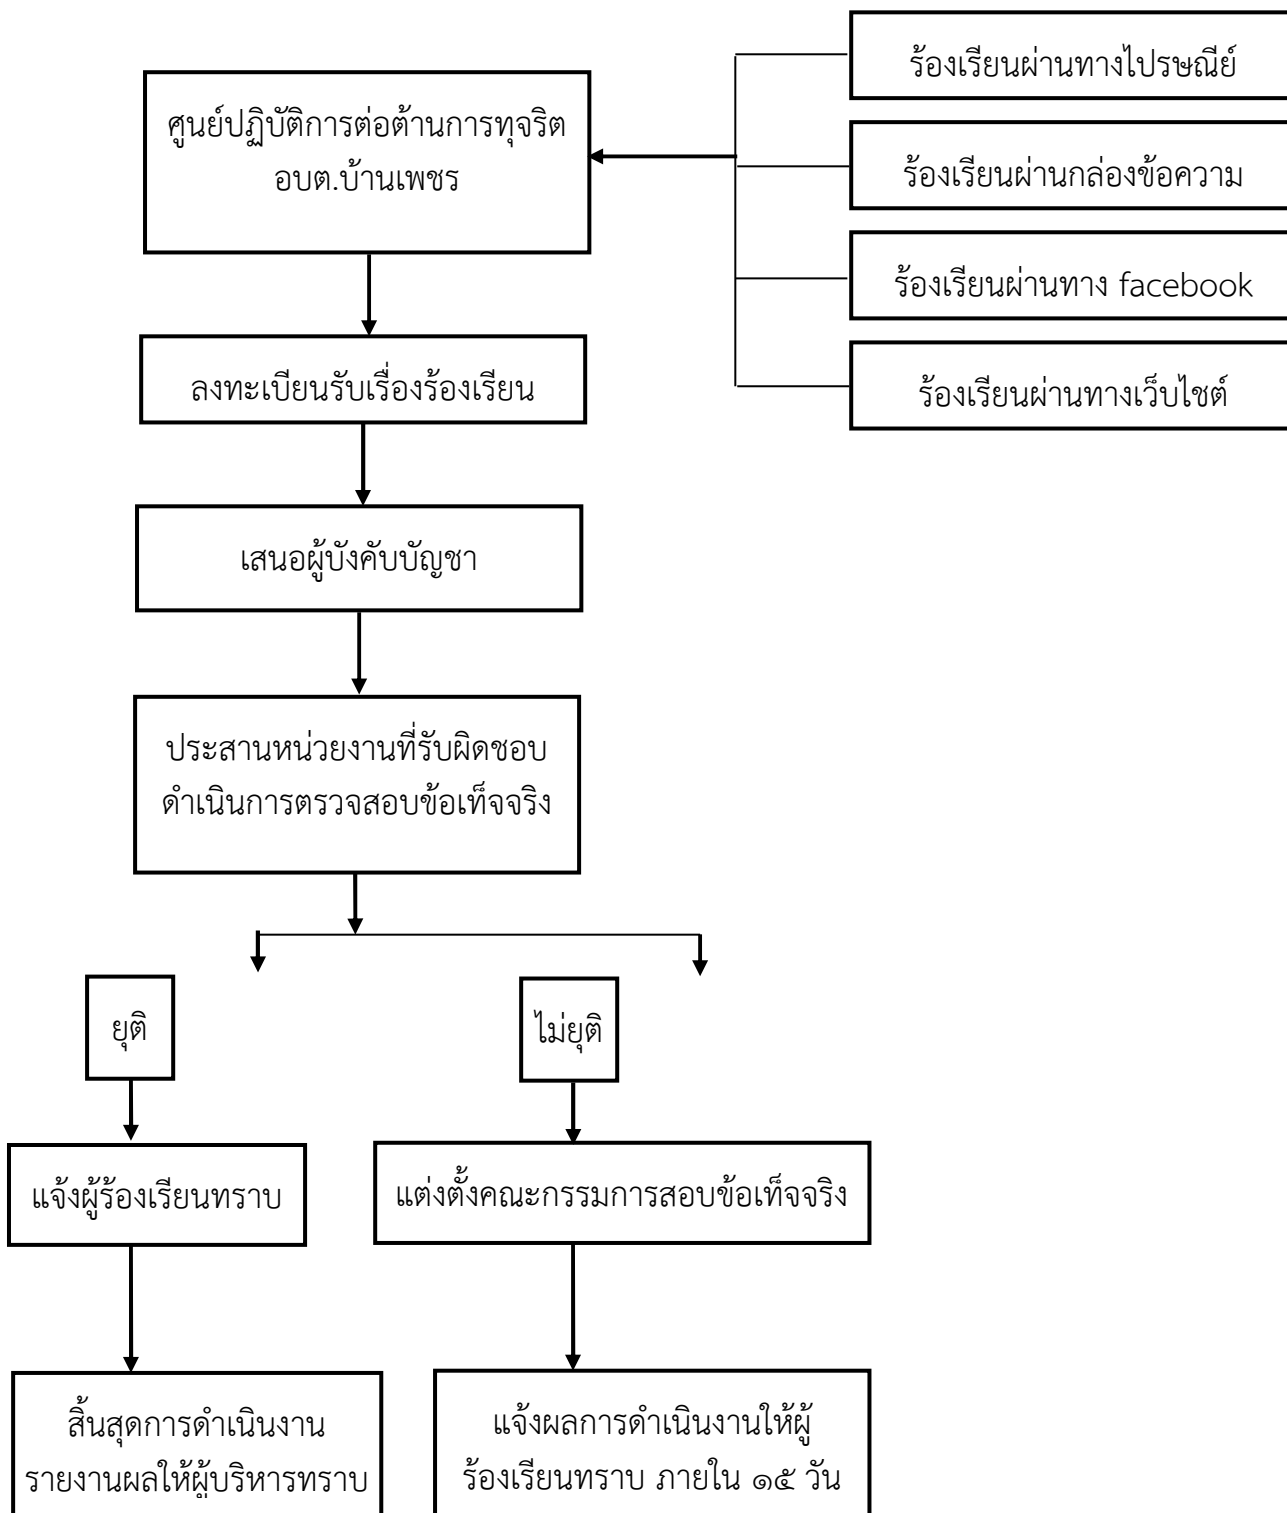 ร้องเรียนผ่านทางไปรษณีย์
ศูนย์ปฏิบัติการต่อต้านการทุจริต
อบต.บ้านเพชร
ร้องเรียนผ่านกล่องข้อความ
ร้องเรียนผ่านทาง facebook
ร้องเรียนผ่านทางเว็บไชต์
ลงทะเบียนรับเรื่องร้องเรียน
เสนอผู้บังคับบัญชา
ประสานหน่วยงานที่รับผิดชอบ
ดำเนินการตรวจสอบข้อเท็จจริง
ยุติ
ไม่ยุติ
แจ้งผู้ร้องเรียนทราบ
แต่งตั้งคณะกรรมการสอบข้อเท็จจริง
สิ้นสุดการดำเนินงาน
รายงานผลให้ผู้บริหารทราบ
แจ้งผลการดำเนินงานให้ผู้
ร้องเรียนทราบ ภายใน ๑๕ วัน